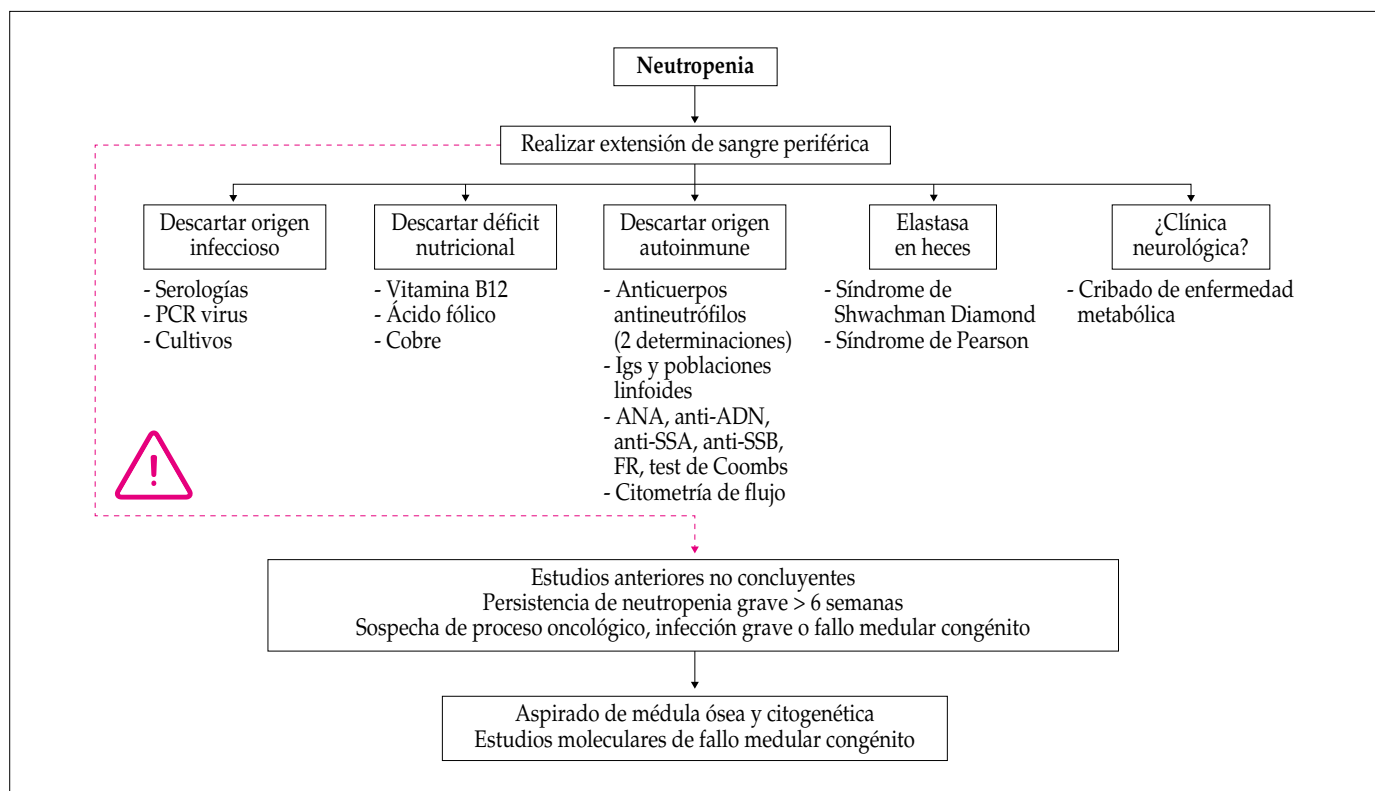 Neutropenia
Realizar extensión de sangre periférica
Descartar origen
infeccioso
- Serologías
- PCR virus
- Cultivos
Descartar déficit
nutricional
- Vitamina B12
- Ácido fólico
- Cobre
Descartar origen
autoinmune
- Anticuerpos
antineutrófilos
(2 determinaciones)
- Igs y poblaciones
linfoides
- ANA, anti-ADN,
anti-SSA, anti-SSB,
FR, test de Coombs
- Citometría de flujo
Elastasa
en heces
- Síndrome de
Shwachman Diamond
- Síndrome de Pearson
¿Clínica
neurológica?
- Cribado de enfermedad
metabólica
!
Estudios anteriores no concluyentes
Persistencia de neutropenia grave > 6 semanas
Sospecha de proceso oncológico, infección grave o fallo medular congénito
Aspirado de médula ósea y citogenética
Estudios moleculares de fallo medular congénito